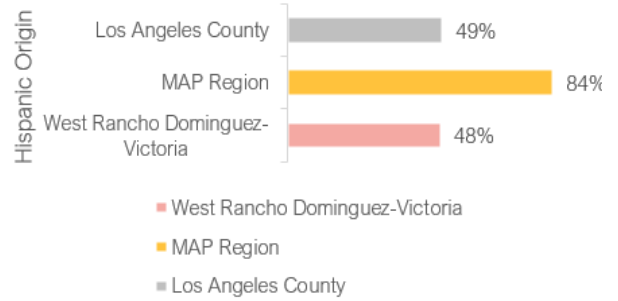 Hispanic Origin
Los Angeles County
49%
MAP Region
84%
West Rancho Dominguez-
Victoria
48%
West Rancho Dominguez-Victoria
MAP Region
Los Angeles County